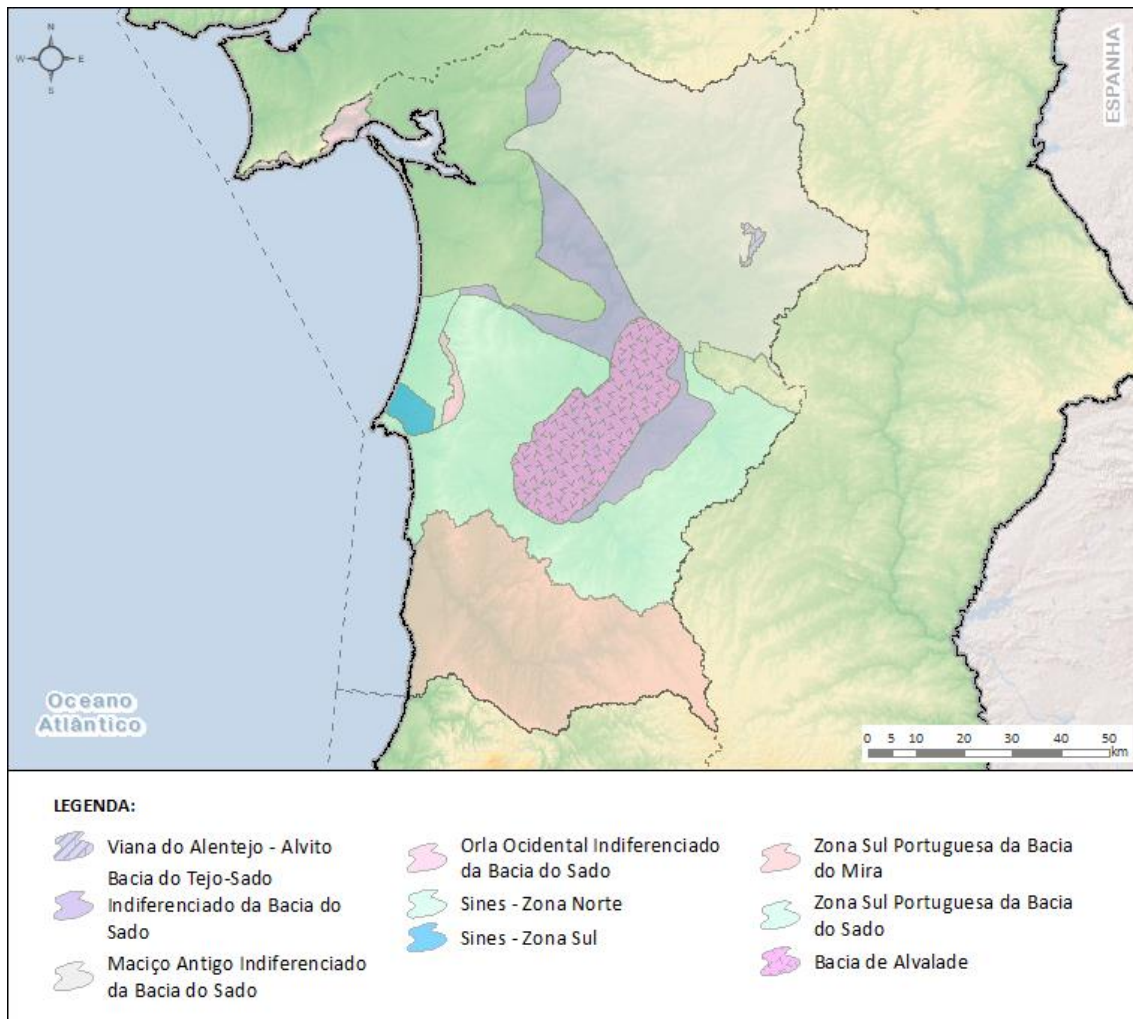 N
W
E
S
ESPANHA
Oceano
Atlântico
0 5 10 20 30 40 50
km
LEGENDA:
Viana do Alentejo - Alvito
Bacia do Tejo-Sado
Indiferenciado da Bacia do
Sado
Maciço Antigo Indiferenciado
da Bacia do Sado
Orla Ocidental Indiferenciado
da Bacia do Sado
Sines - Zona Norte
Sines - Zona Sul
Zona Sul Portuguesa da Bacia
do Mira
Zona Sul Portuguesa da Bacia
do Sado
Bacia de Alvalade